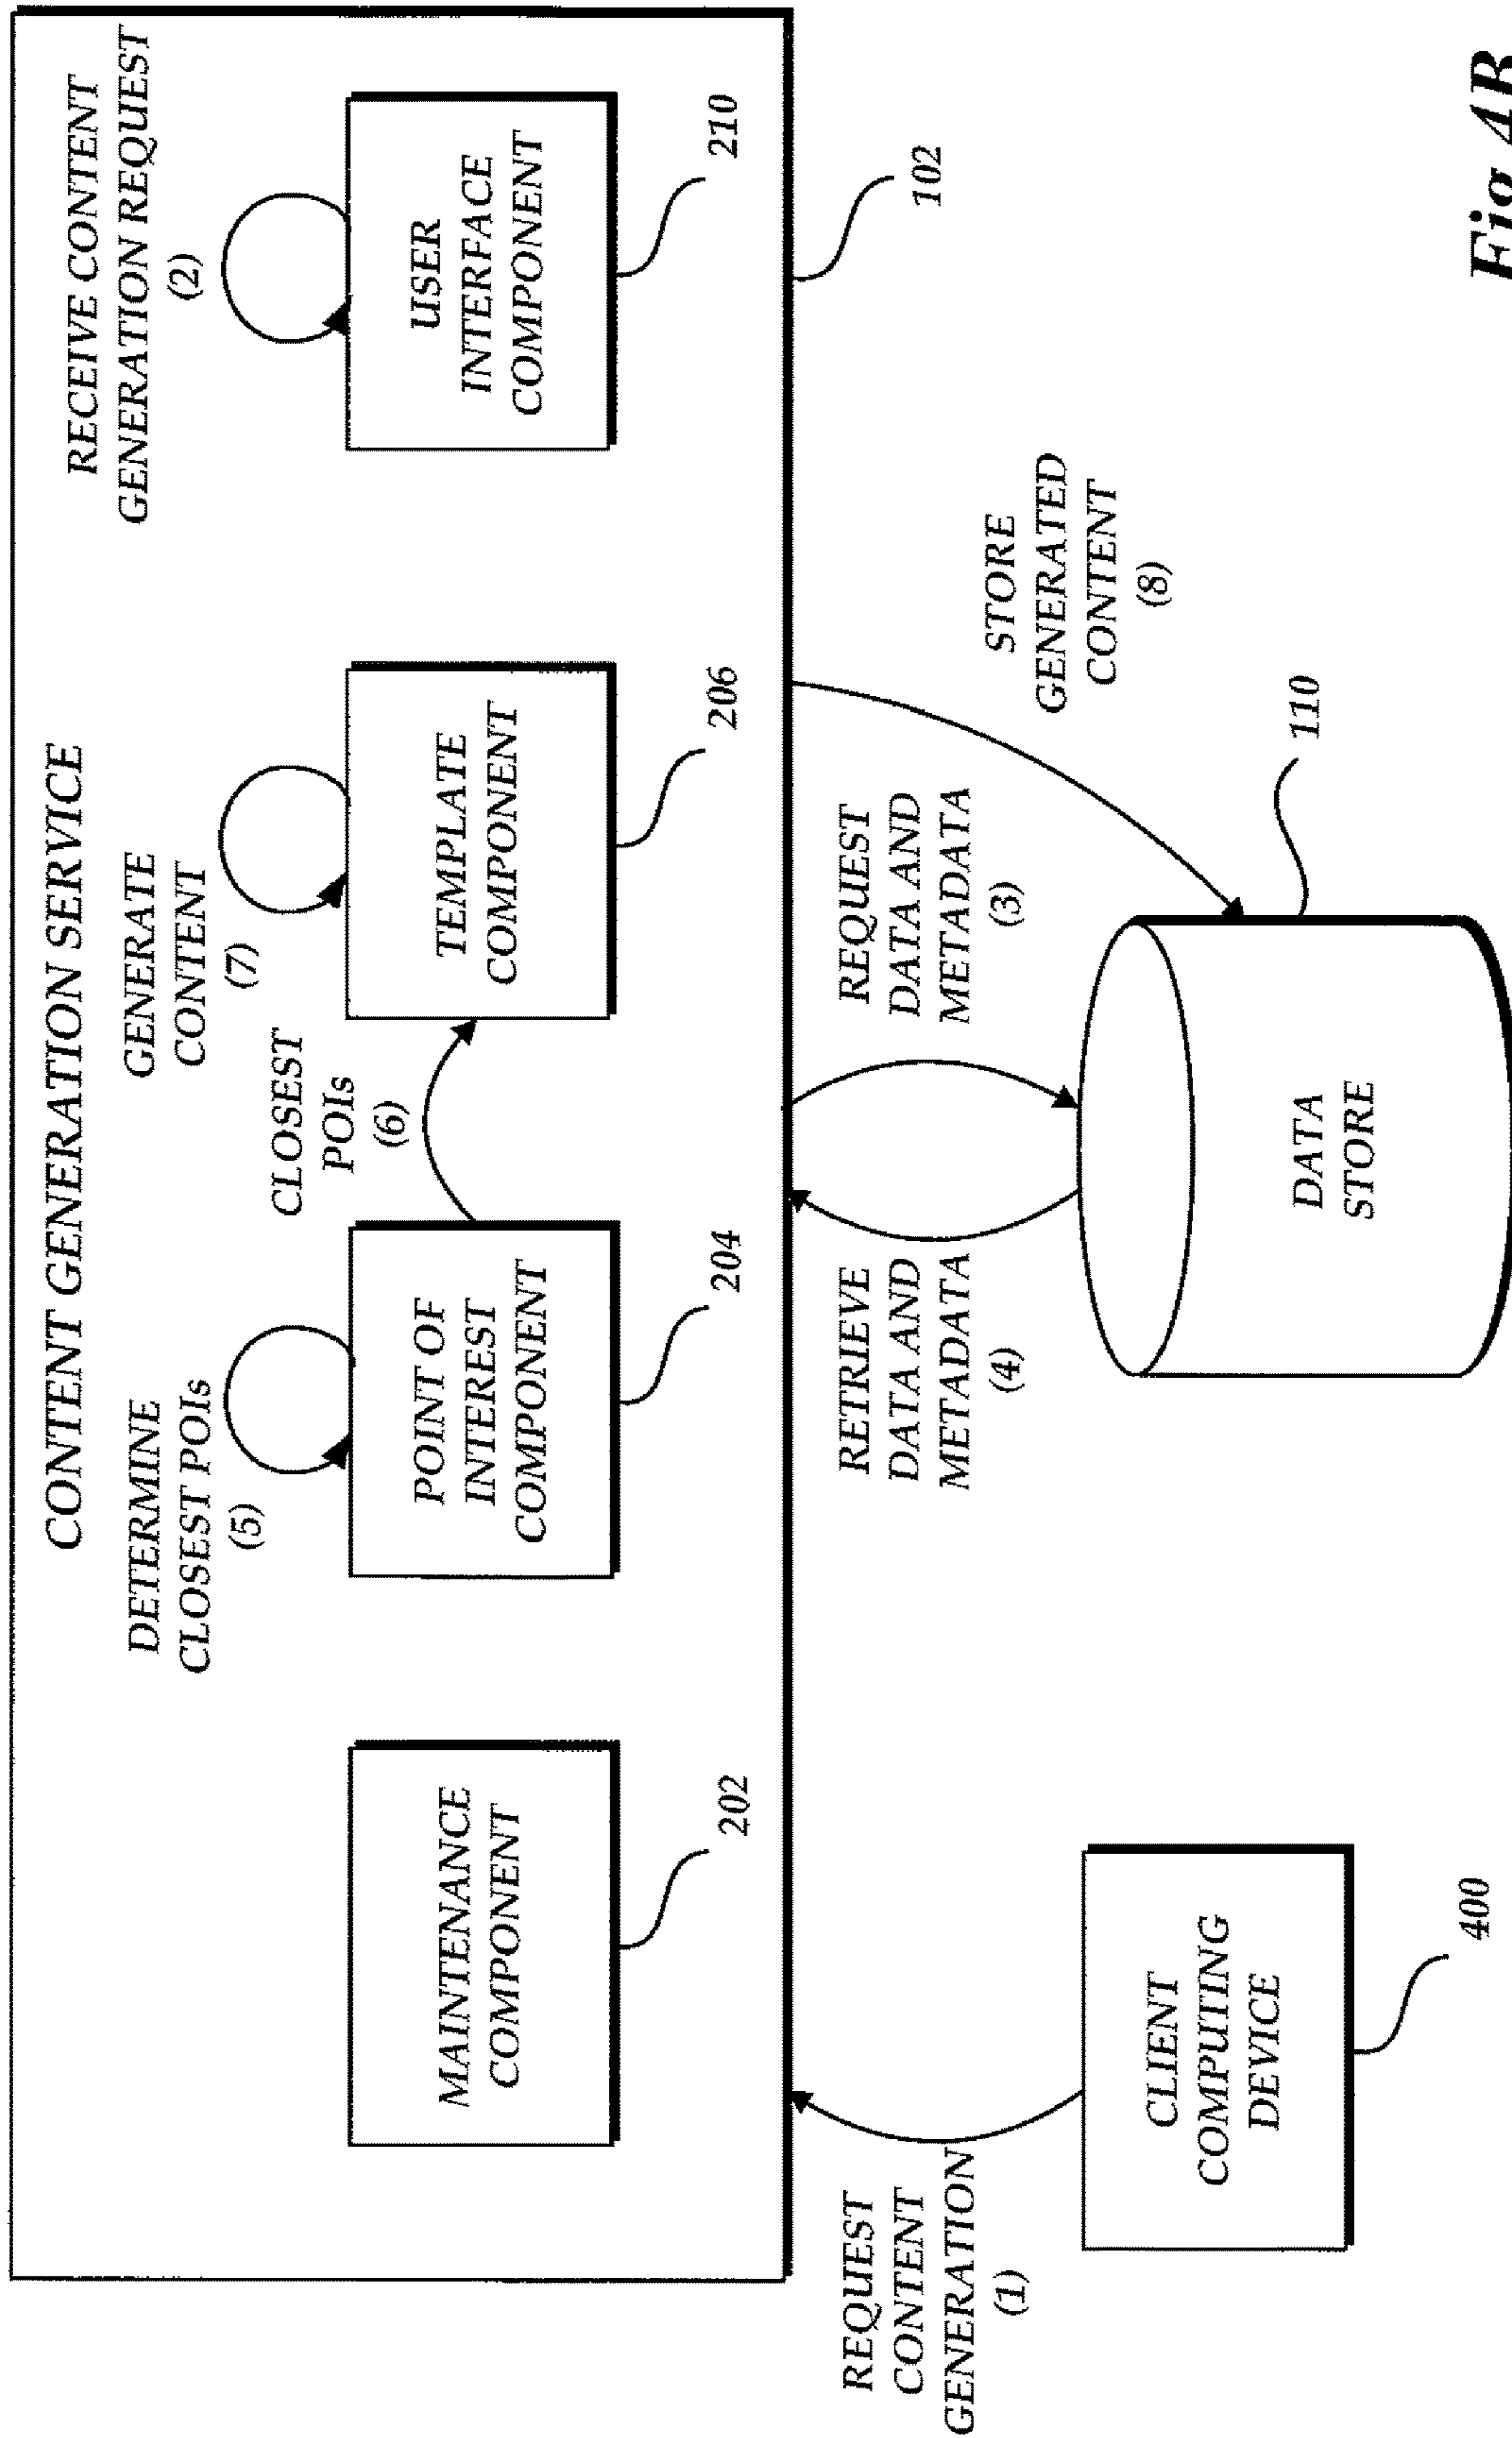 CONTENT GENERATION SERVICE
DETERMINE
CLOSEST POIs
(5)
CLOSEST
POIs
(6)
GENERATE
CONTENT
(7)
RECEIVE CONTENT
GENERATION REQUEST
(2)
MAINTENANCE
COMPONENT
202
POINT OF
INTEREST
COMPONENT
204
TEMPLATE
COMPONENT
206
USER
INTERFACE
COMPONENT
210
102
REQUEST
CONTENT
GENERATION
(1)
RETRIEVE
DATA AND
METADATA
(4)
REQUEST
DATA AND
METADATA
(3)
STORE
GENERATED
CONTENT
(8)
CLIENT
COMPUTING
DEVICE
400
DATA
STORE
110
Fig.4B